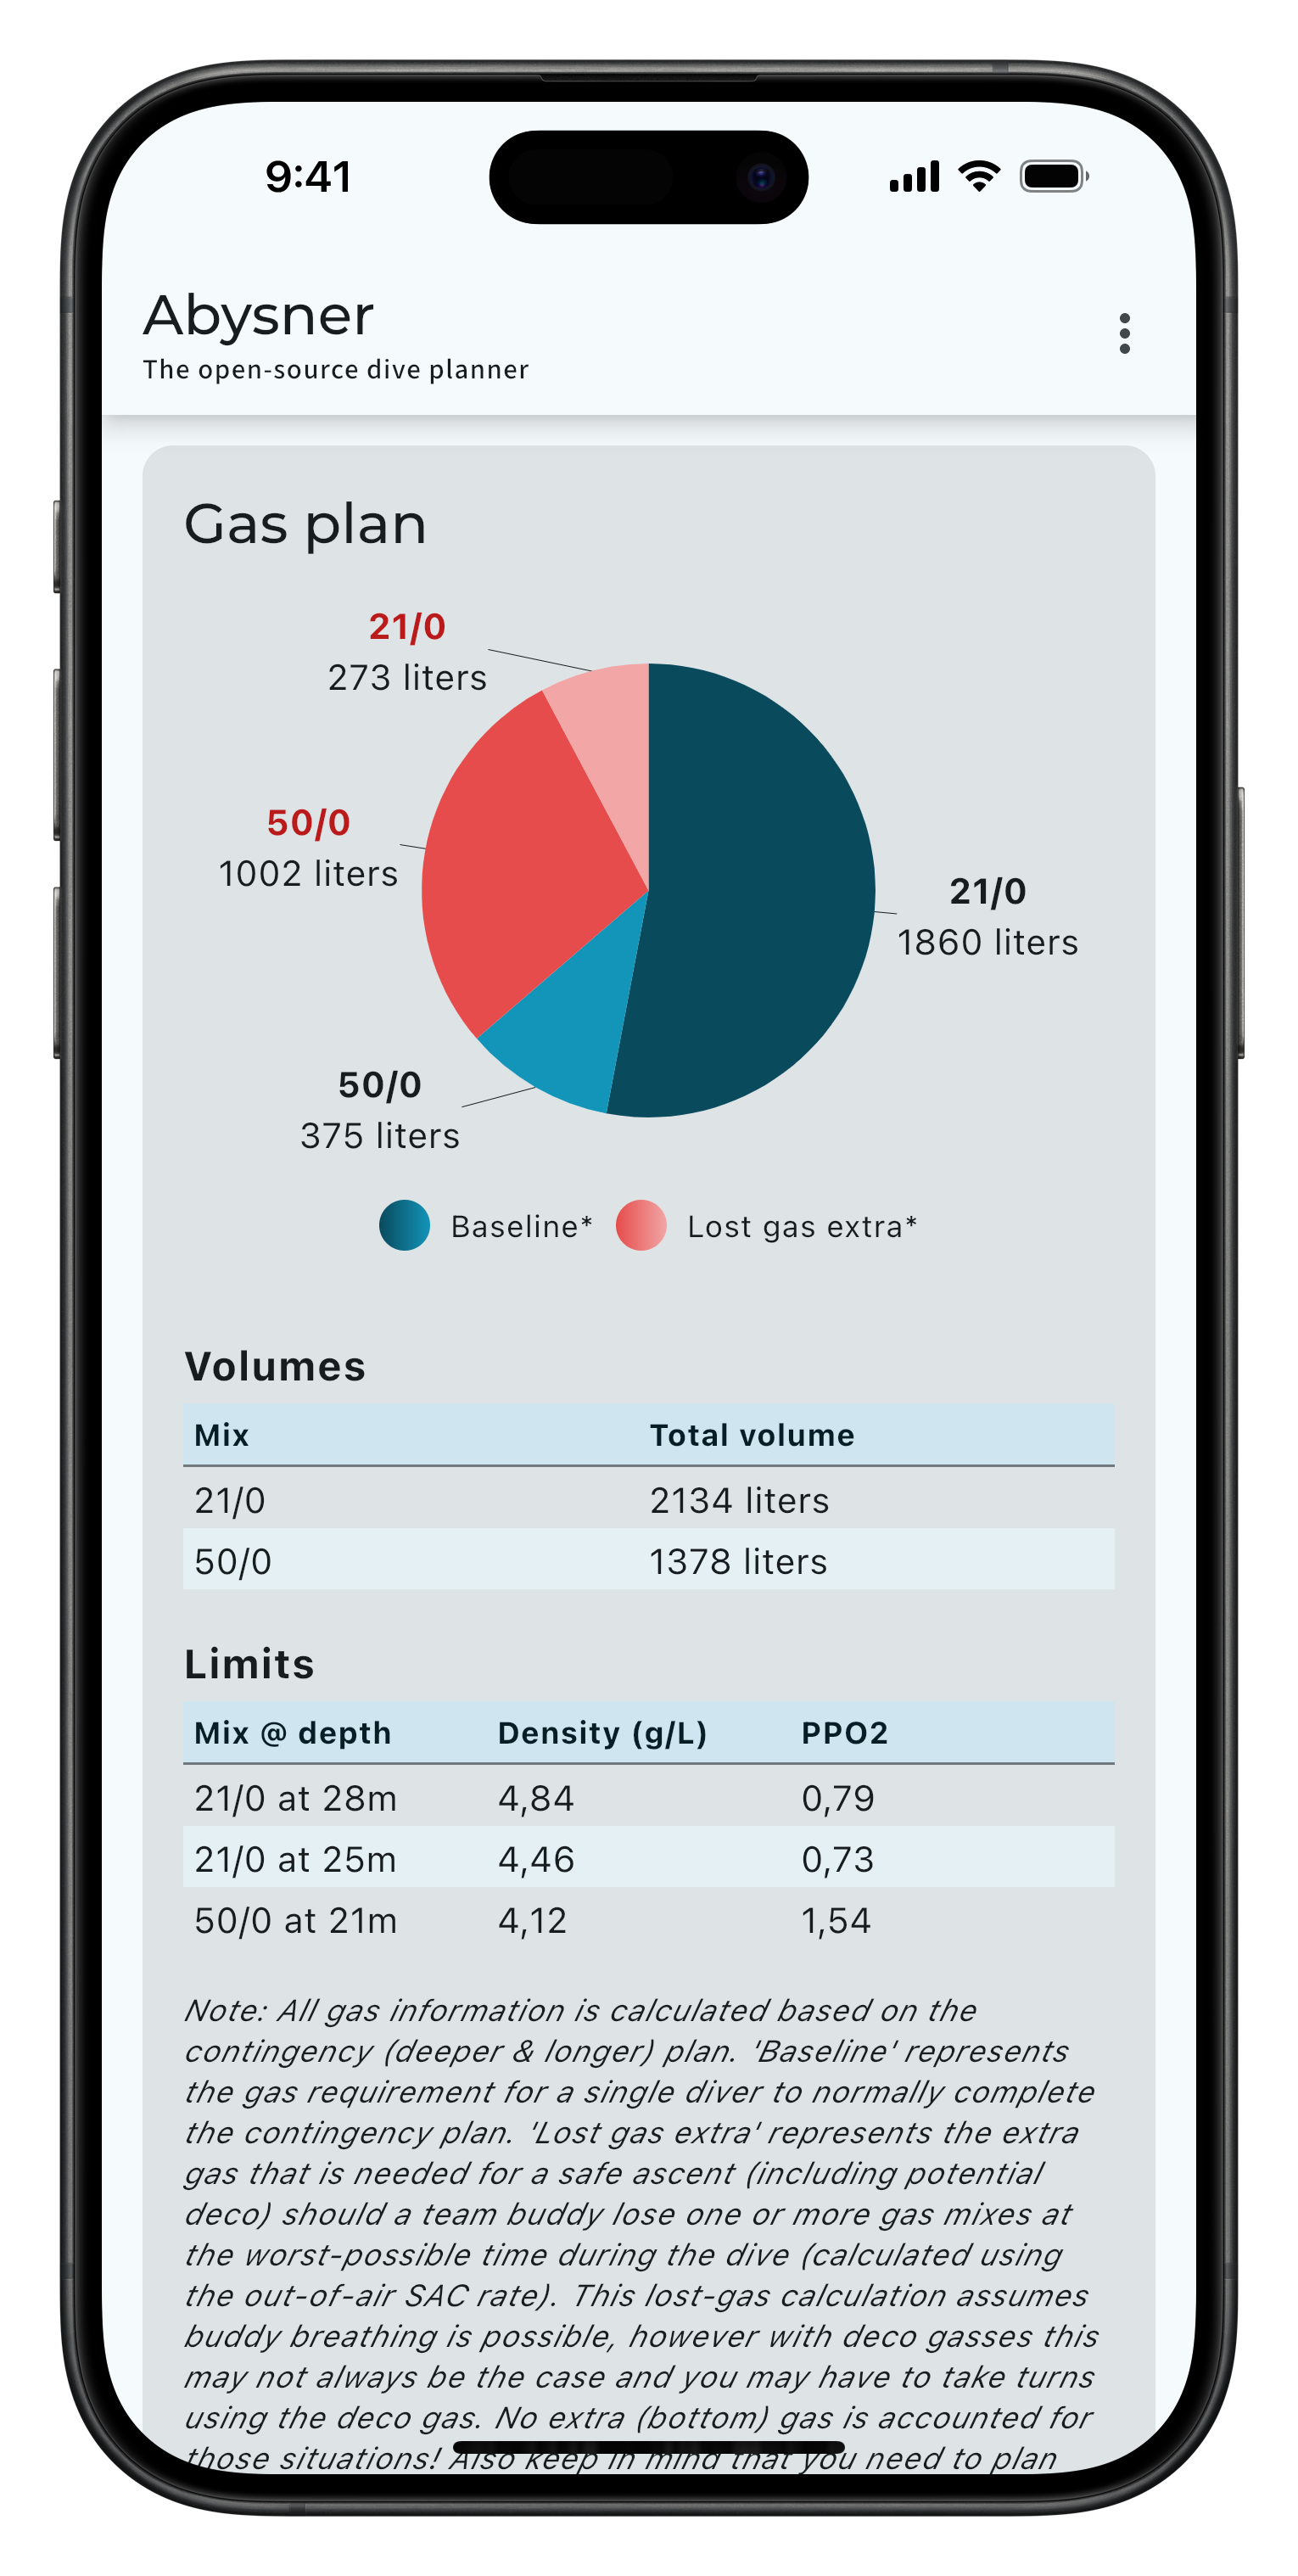 9:41
Abysner
The open-source dive planner
Gas plan
21/0
273 liters
50/0
1002 liters
21/0
1860 liters
50/0
375 liters
Baseline* Lost gas extra*
Volumes
Mix Total volume
21/0 2134 liters
50/0 1378 liters
Limits
Mix @ depth Density (g/L) PPO2
21/0 at 28m 4,84 0,79
21/0 at 25m 4,46 0,73
50/0 at 21m 4,12 1,54
Note: All gas information is calculated based on the
contingency (deeper & longer) plan. 'Baseline' represents
the gas requirement for a single diver to normally complete
the contingency plan. 'Lost gas extra' represents the extra
gas that is needed for a safe ascent (including potential
deco) should a team buddy lose one or more gas mixes at
the worst-possible time during the dive (calculated using
the out-of-air SAC rate). This lost-gas calculation assumes
buddy breathing is possible, however with deco gasses this
may not always be the case and you may have to take turns
using the deco gas. No extra (bottom) gas is accounted for
those situations! Also keep in mind that you need to plan